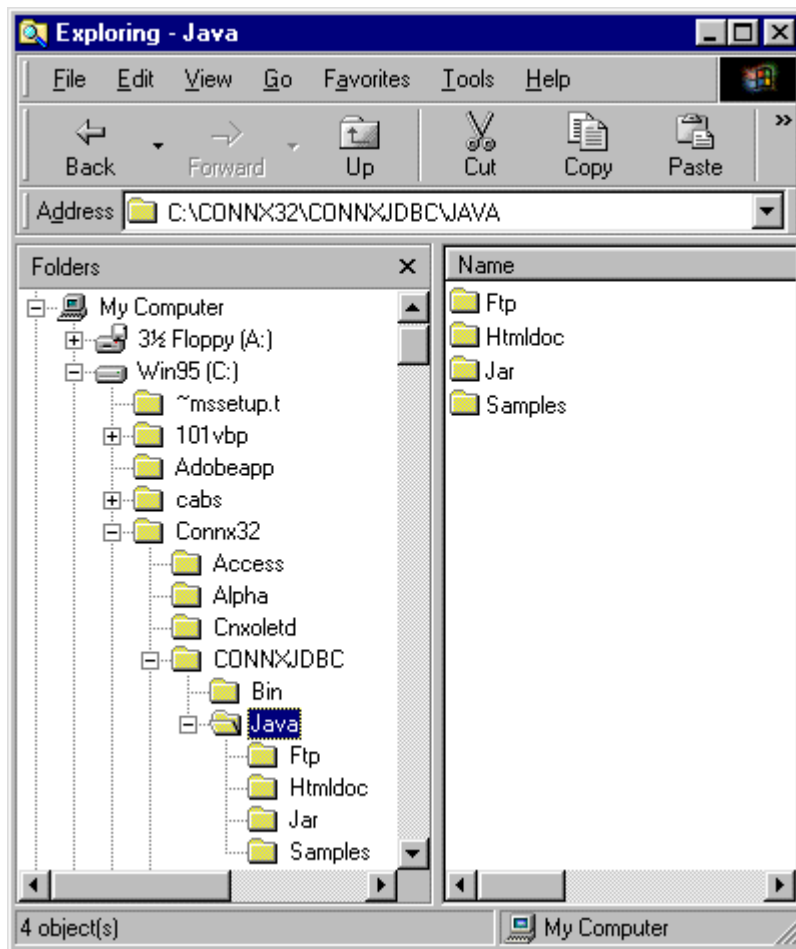 Exploring - Java
File Edit View Go Favorites Tools Help
Back Forward Up Cut Copy Paste »
Address C:\CONNX32\CONNXJDBC\JAVA
Folders
My Computer
3½ Floppy (A:)
Win95 (C:)
~mssetup.t
101vbp
Adobeapp
cabs
Connx32
Access
Alpha
Cnxoletd
CONNXJDBC
Bin
Java
Ftp
Htmldoc
Jar
Samples
Name
Ftp
Htmldoc
Jar
Samples
4 object(s) My Computer